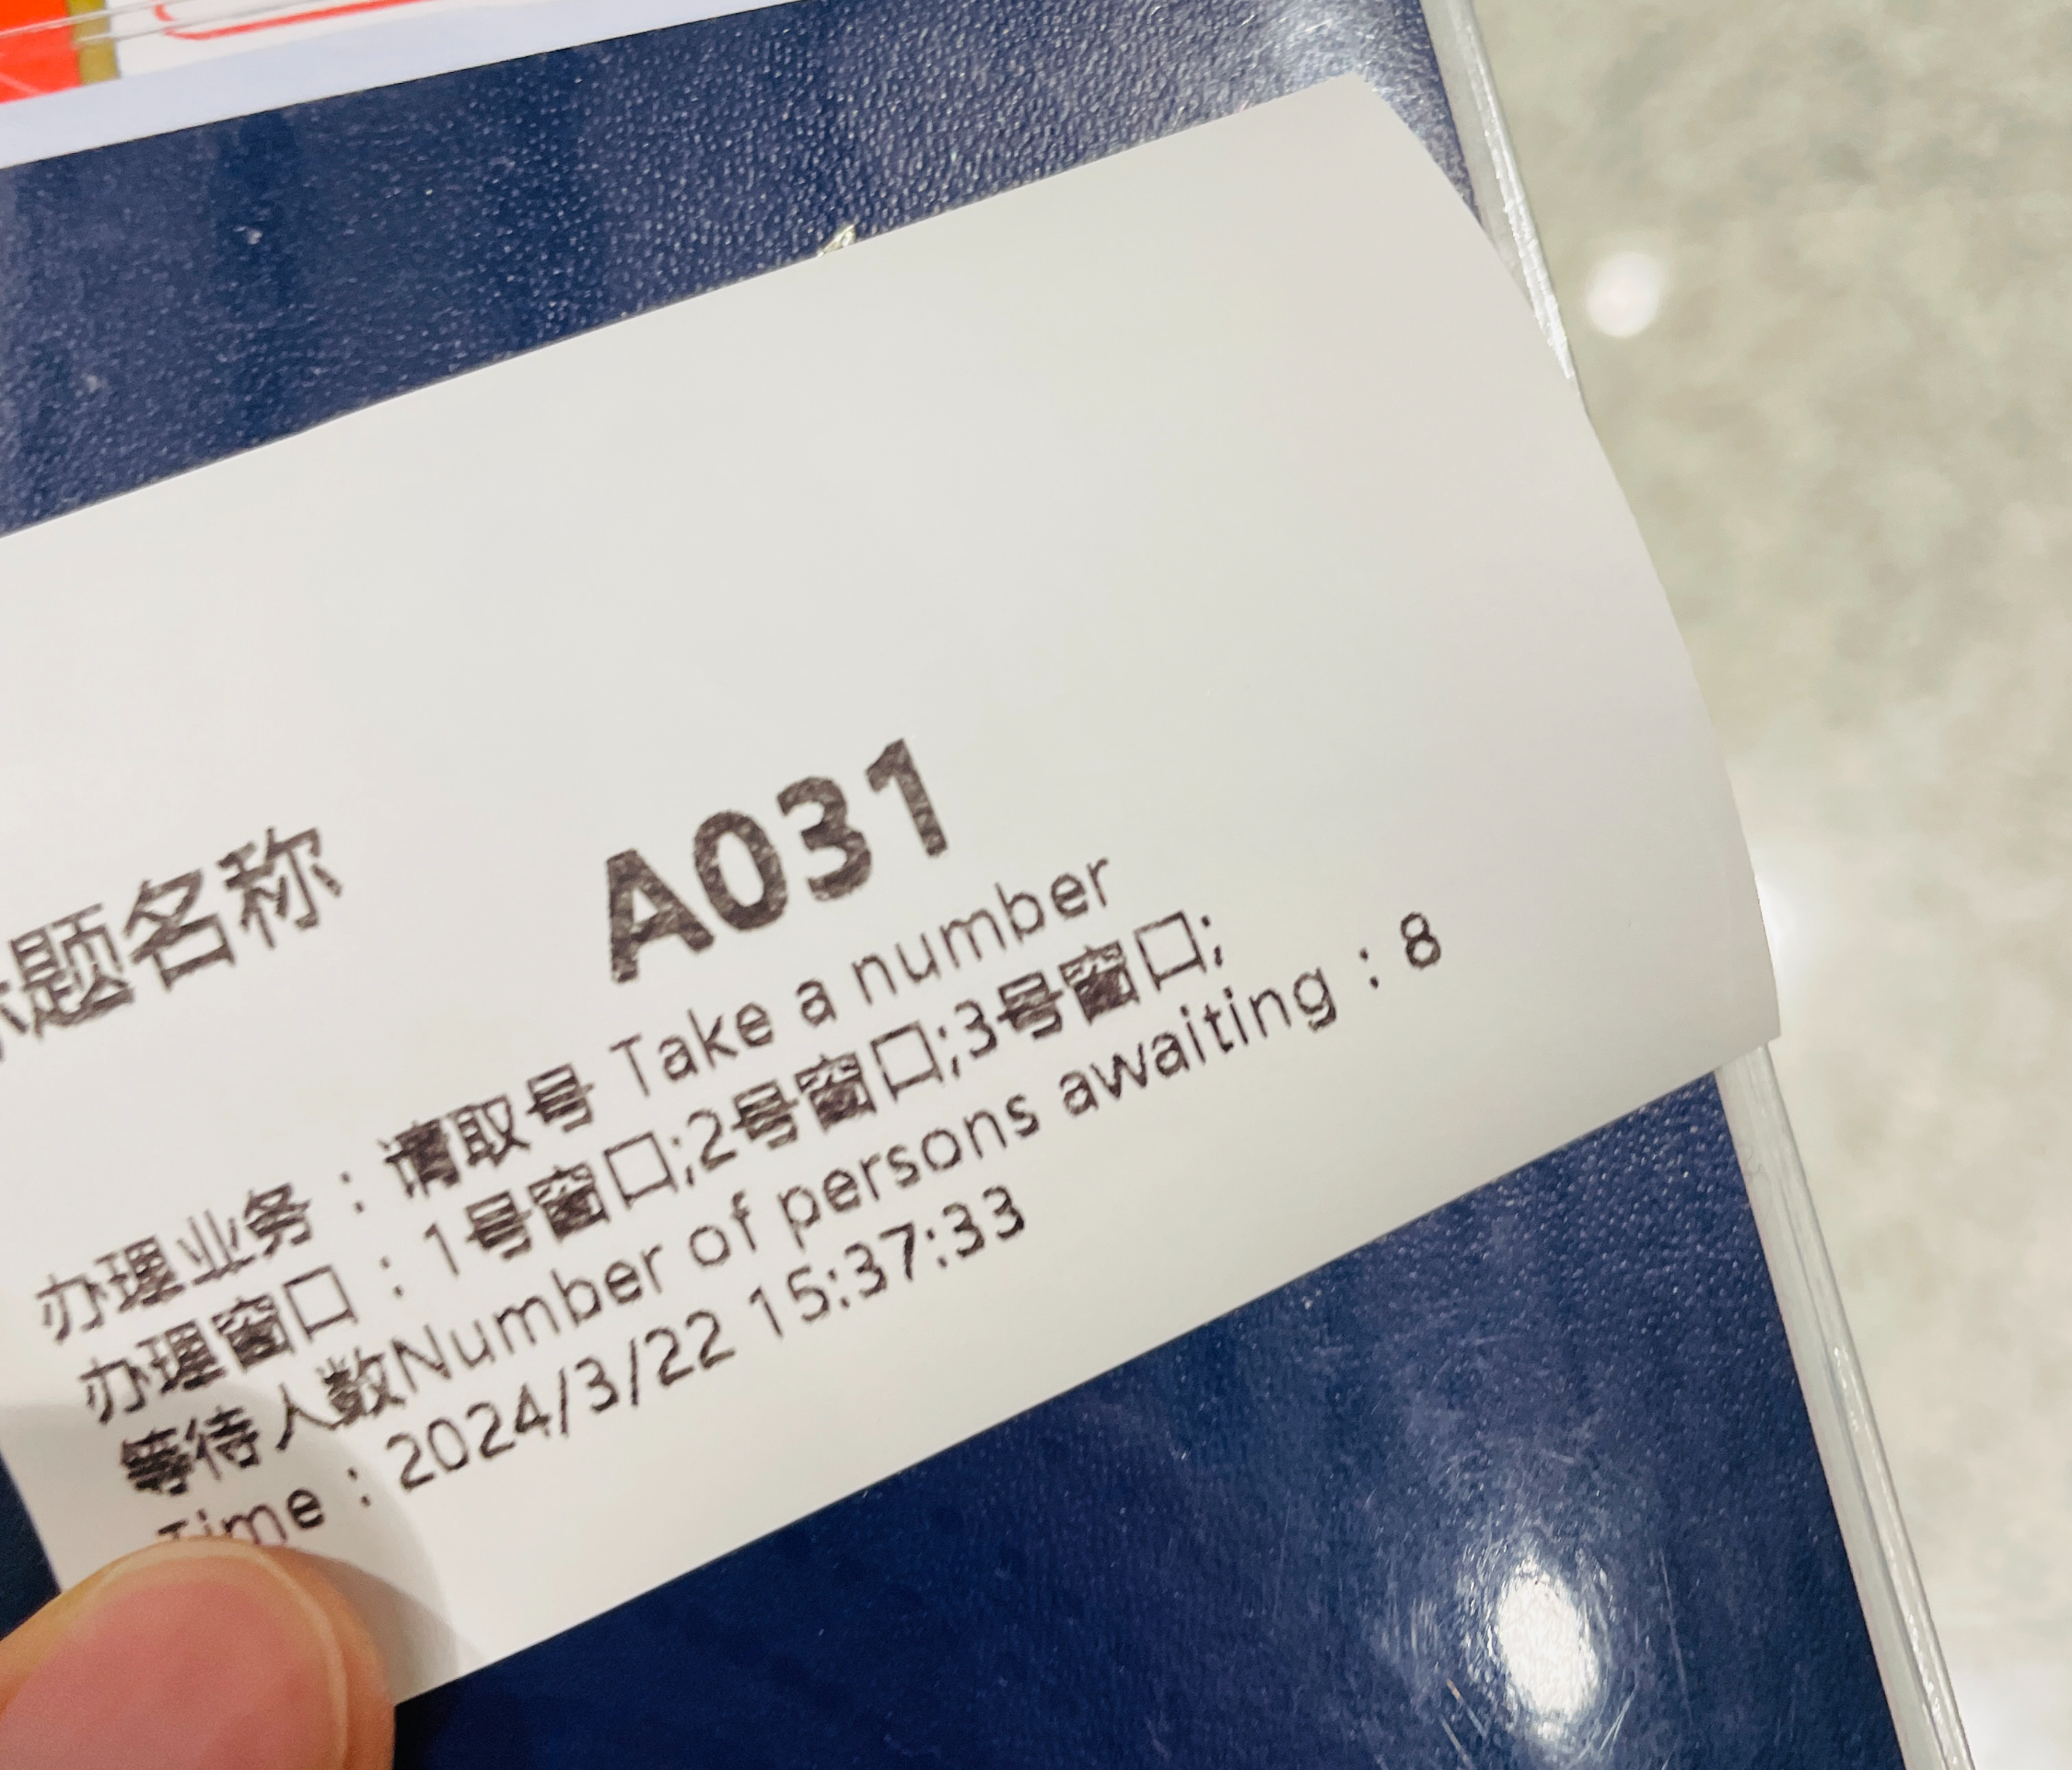 标题名称
A031
办理业务：请取号 Take a number
办理窗口：1号窗口;2号窗口;3号窗口;
等待人数Number of persons awaiting：8
Time：2024/3/22 15:37:33